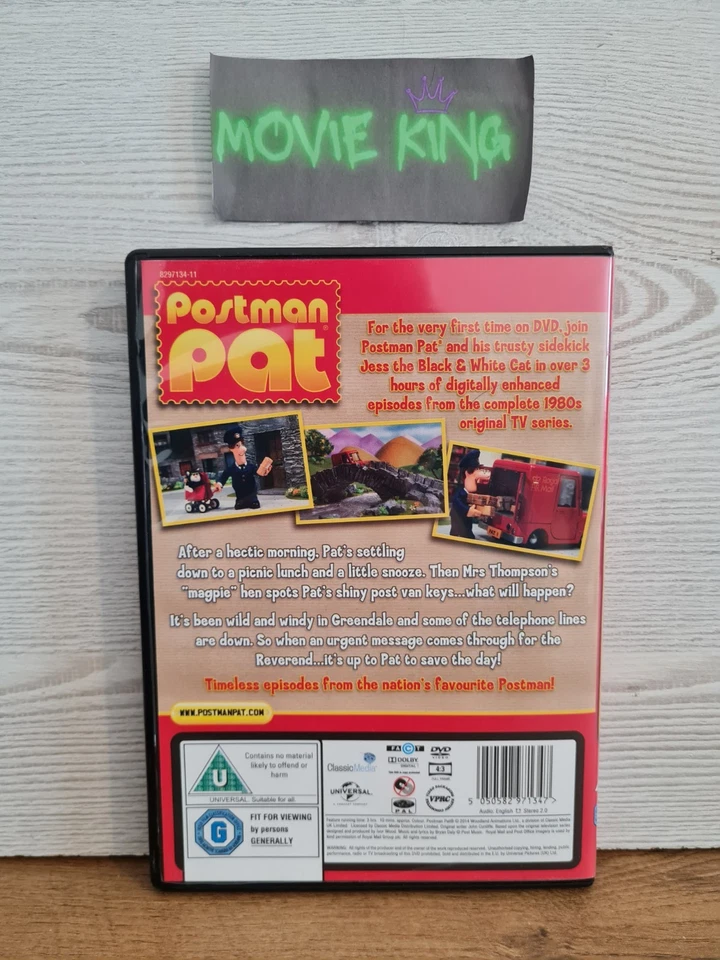 MOVIE KING
8297134-11
Postman
Pat
For the very first time on DVD, join
Postman Pat® and his trusty sidekick
Jess the Black & White Cat in over 3
hours of digitally enhanced
episodes from the complete 1980s
original TV series.
After a hectic morning, Pat's settling
down to a picnic lunch and a little snooze. Then Mrs Thompson's
"magpie" hen spots Pat's shiny post van keys...what will happen?
It's been wild and windy in Greendale and some of the telephone lines
are down. So when an urgent message comes through for the
Reverend...it's up to Pat to save the day!
Timeless episodes from the nation's favourite Postman!
WWW.POSTMANPAT.COM
U
Contains no material
likely to offend or
harm
UNIVERSAL Suitable for all.
G
FIT FOR VIEWING
by persons
GENERALLY
ClassicMedia
UNIVERSAL
FACT
DVD
VIDEO
DOLBY
DIGITAL
4:3
PAL
VPRC
5 050582 971347 >
Audio: English Stereo 2.0